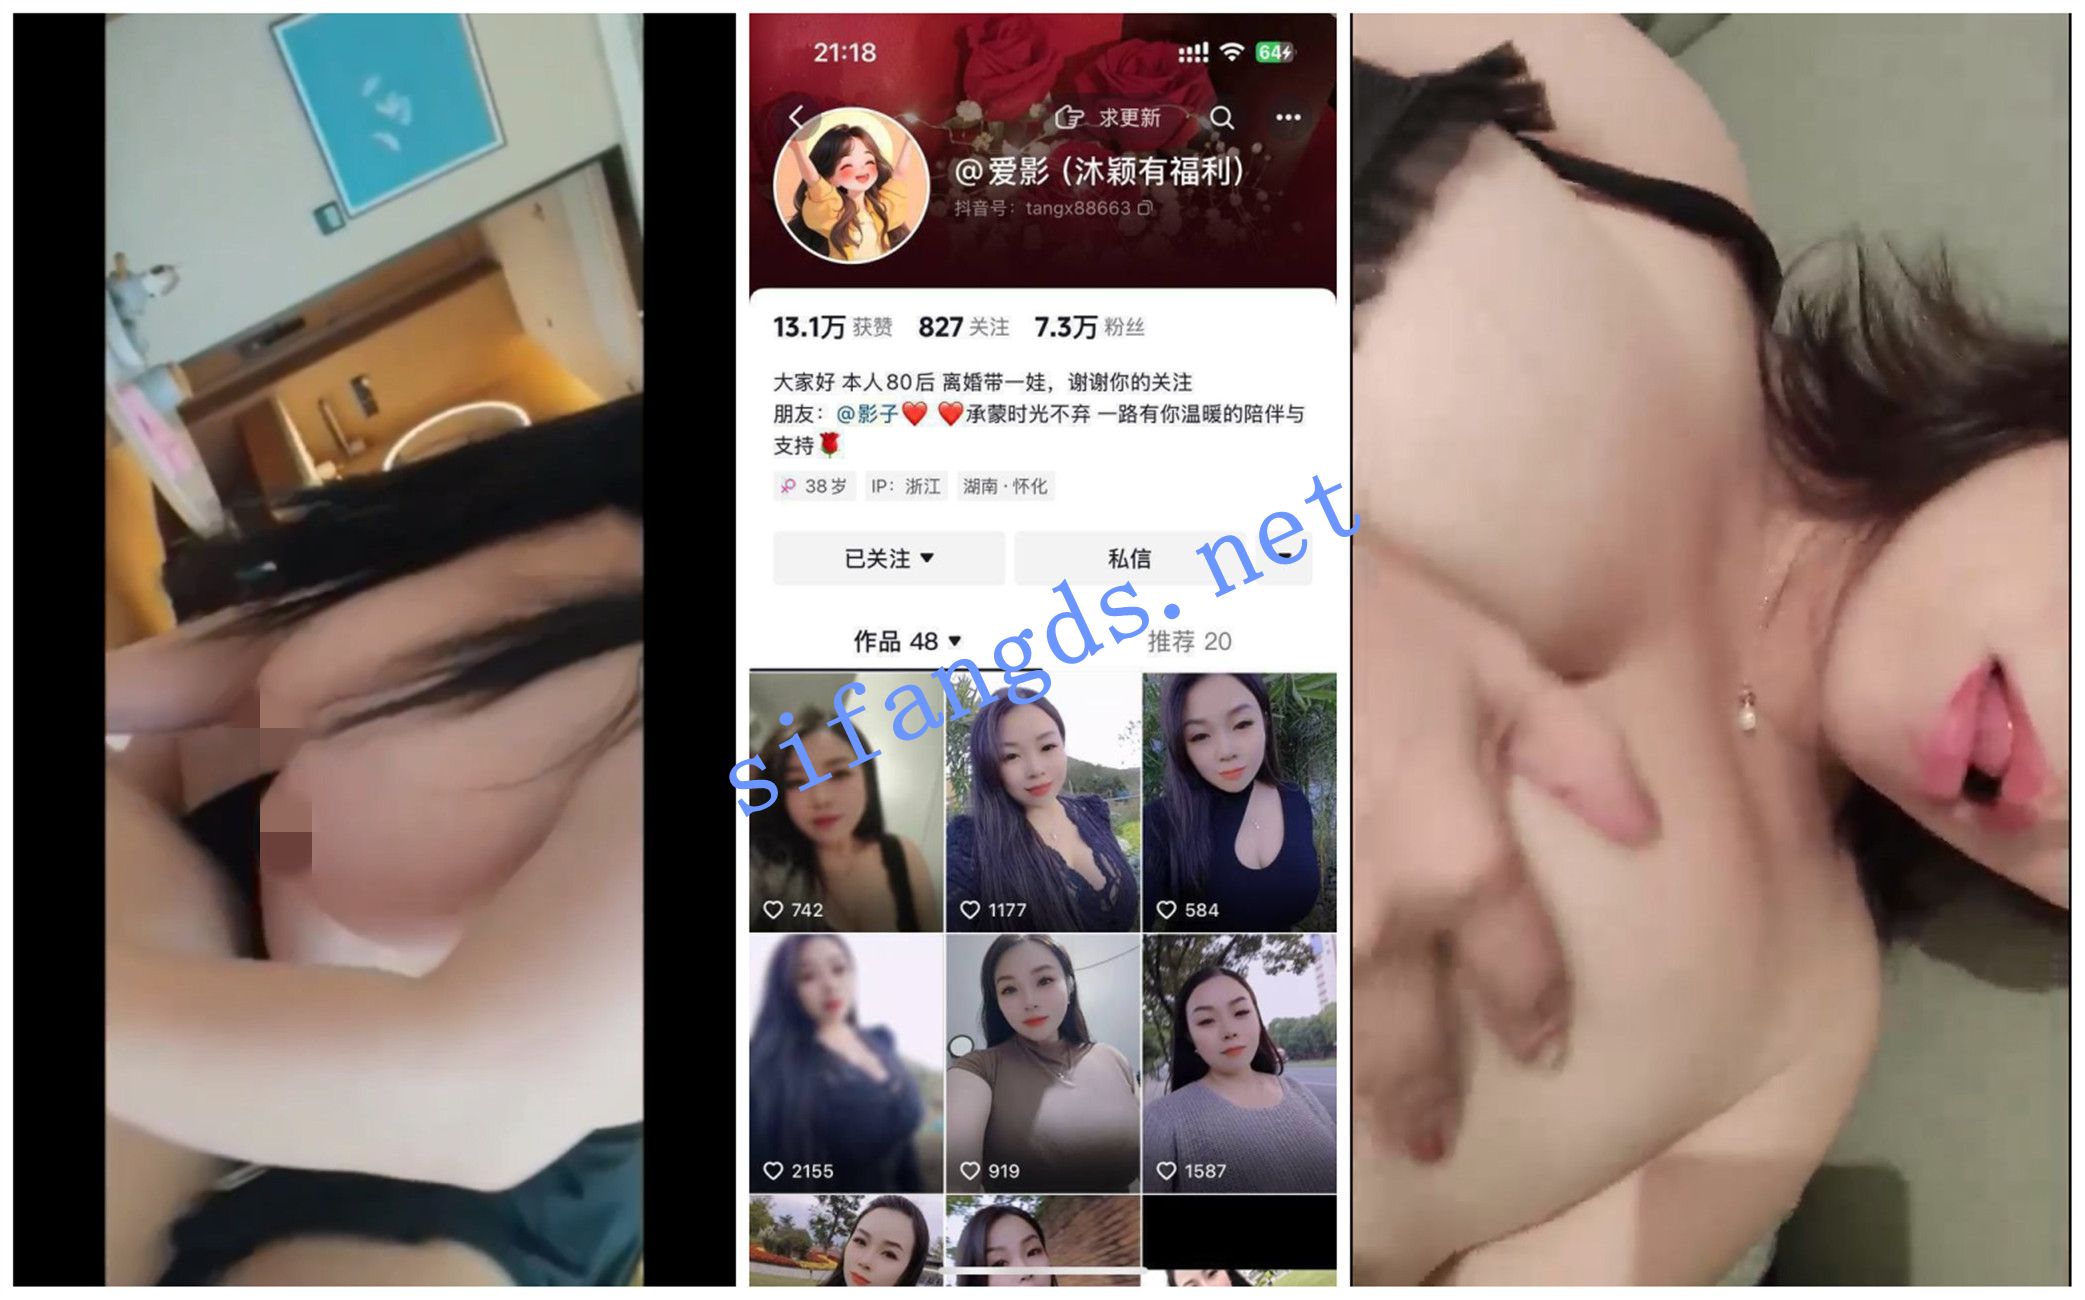 21:18
64
求更新
@爱影（沐颖有福利）
抖音号：tangx88663
13.1万 获赞 827 关注 7.3万 粉丝
大家好 本人80后 离婚带一娃，谢谢你的关注
朋友：@影子❤️ ❤️承蒙时光不弃 一路有你温暖的陪伴与
支持🌹
38岁 IP：浙江 湖南·怀化
已关注 私信
作品 48 推荐 20
sifangds.net
742 1177 584
2155 919 1587